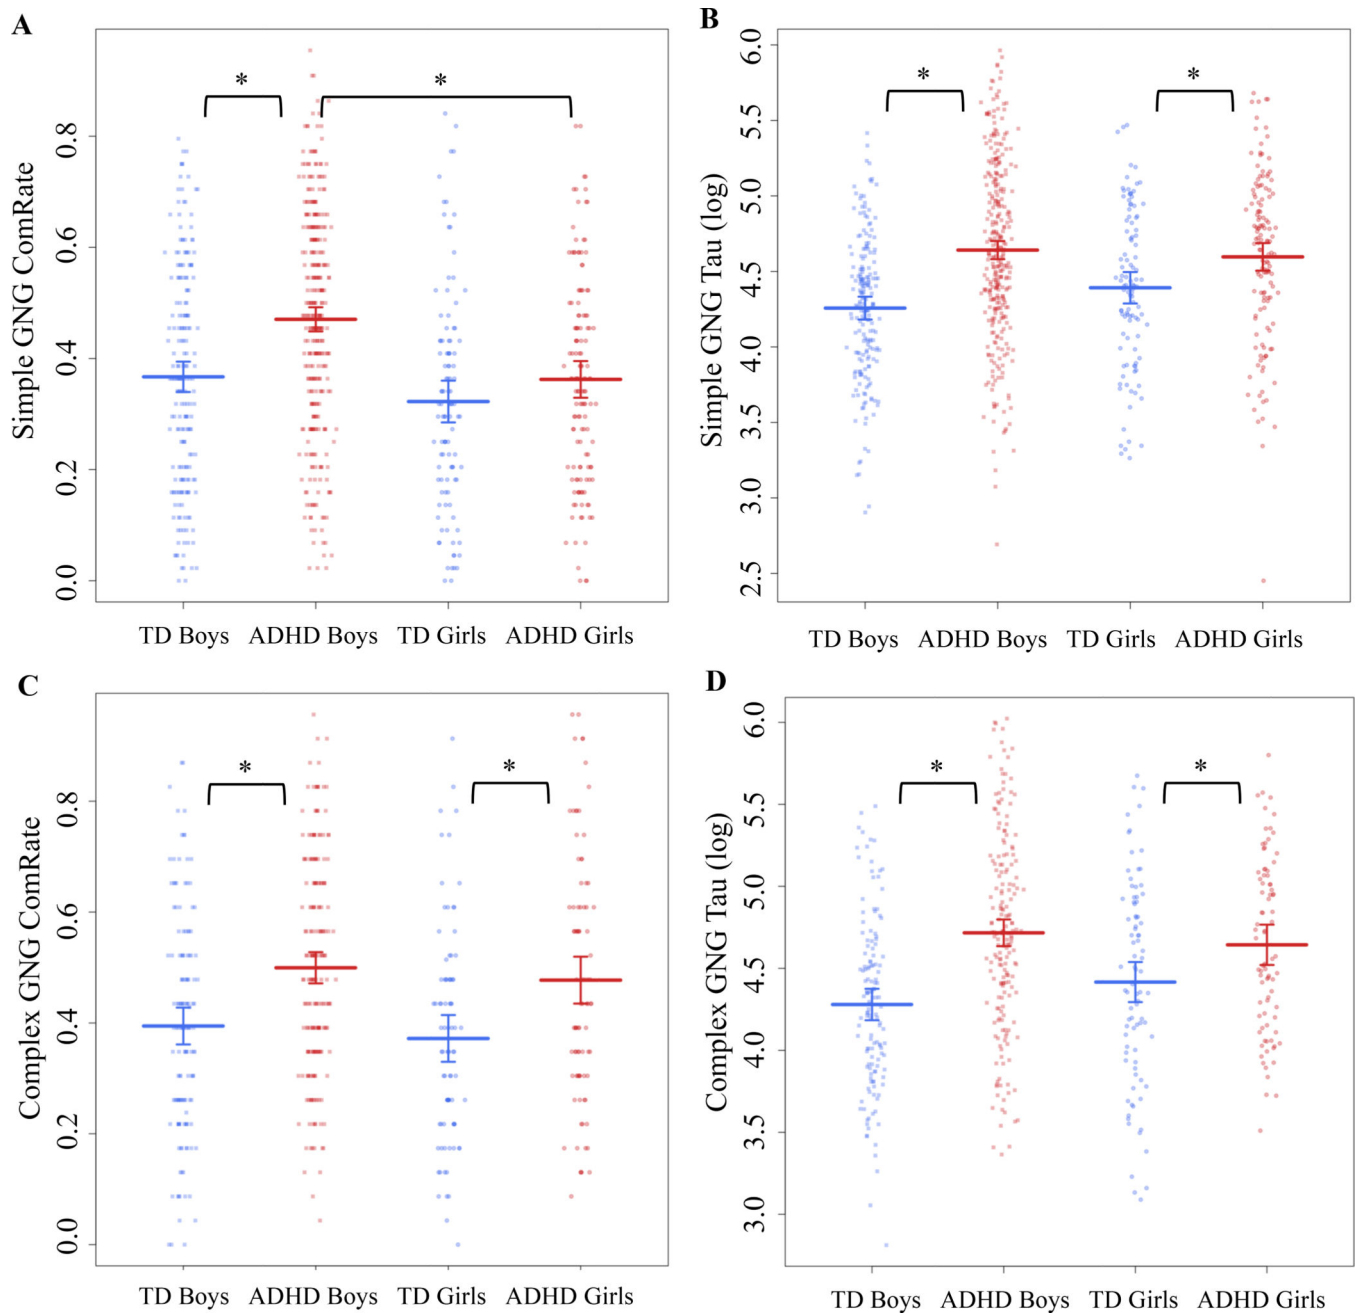 A
Simple GNG ComRate
0.8
0.6
0.4
0.2
0.0
*
*
TD Boys ADHD Boys TD Girls ADHD Girls
B
Simple GNG Tau (log)
6.0
5.5
5.0
4.5
4.0
3.5
3.0
2.5
*
*
TD Boys ADHD Boys TD Girls ADHD Girls
C
Complex GNG ComRate
0.8
0.6
0.4
0.2
0.0
*
*
TD Boys ADHD Boys TD Girls ADHD Girls
D
Complex GNG Tau (log)
6.0
5.5
5.0
4.5
4.0
3.5
3.0
*
*
TD Boys ADHD Boys TD Girls ADHD Girls